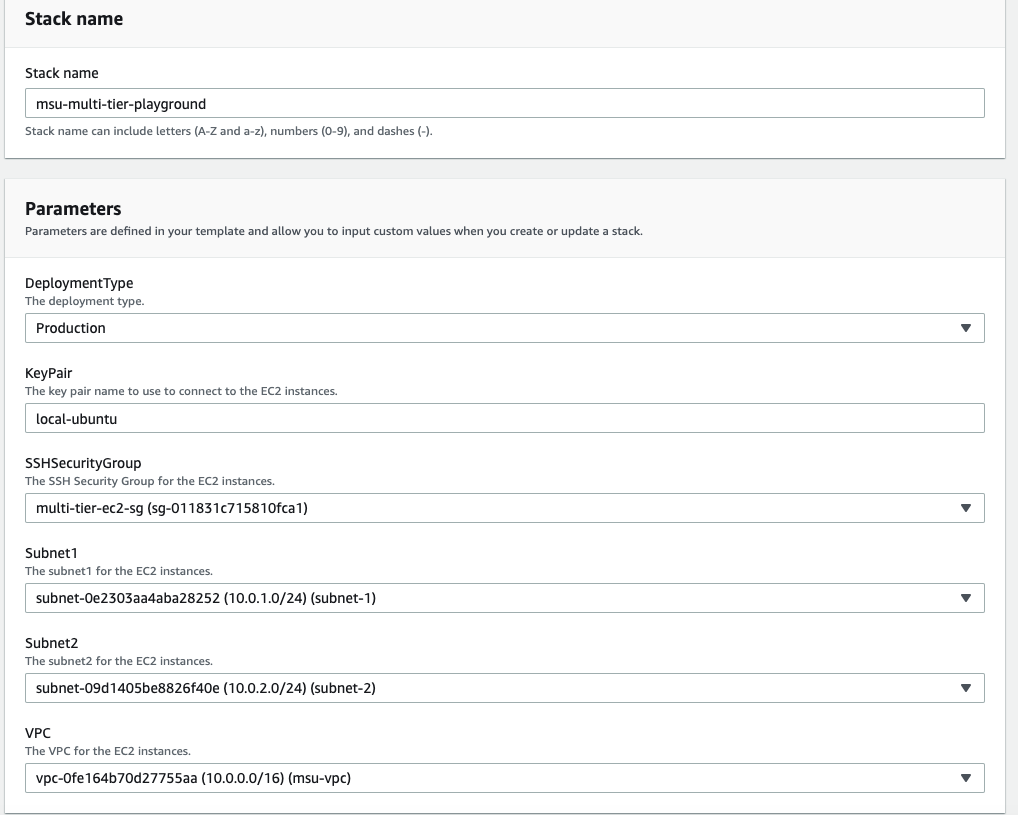 Stack name
Stack name
msu-multi-tier-playground
Stack name can include letters (A-Z and a-z), numbers (0-9), and dashes (-).
Parameters
Parameters are defined in your template and allow you to input custom values when you create or update a stack.
DeploymentType
The deployment type.
Production
KeyPair
The key pair name to use to connect to the EC2 instances.
local-ubuntu
SSHSecurityGroup
The SSH Security Group for the EC2 instances.
multi-tier-ec2-sg (sg-011831c715810fca1)
Subnet1
The subnet1 for the EC2 instances.
subnet-0e2303aa4aba28252 (10.0.1.0/24) (subnet-1)
Subnet2
The subnet2 for the EC2 instances.
subnet-09d1405be8826f40e (10.0.2.0/24) (subnet-2)
VPC
The VPC for the EC2 instances.
vpc-0fe164b70d27755aa (10.0.0.0/16) (msu-vpc)